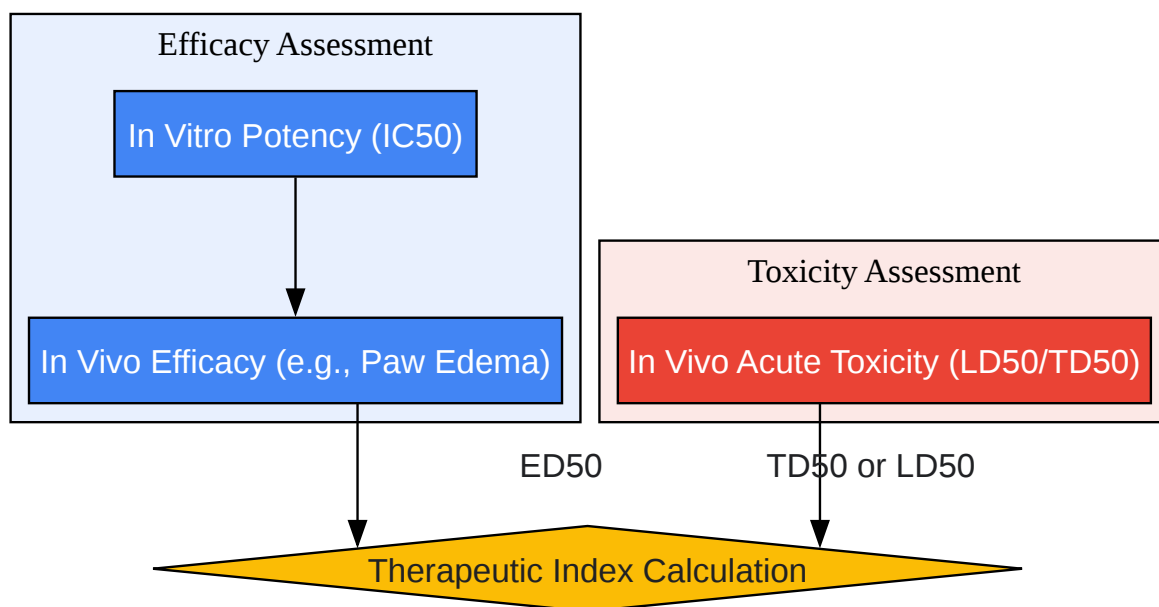 Efficacy Assessment
In Vitro Potency (IC50)
In Vivo Efficacy (e.g., Paw Edema)
Toxicity Assessment
In Vivo Acute Toxicity (LD50/TD50)
ED50
TD50 or LD50
Therapeutic Index Calculation